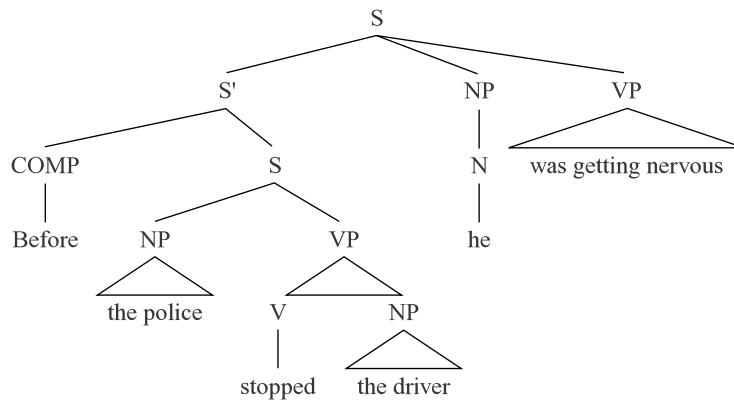 S
S' NP VP
COMP S N was getting nervous
Before NP VP he
the police V NP
stopped the driver